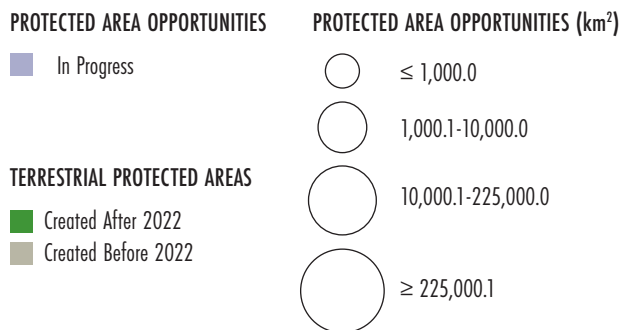 PROTECTED AREA OPPORTUNITIES
In Progress
TERRESTRIAL PROTECTED AREAS
Created After 2022
Created Before 2022
PROTECTED AREA OPPORTUNITIES (km²)
≤ 1,000.0
1,000.1-10,000.0
10,000.1-225,000.0
≥ 225,000.1